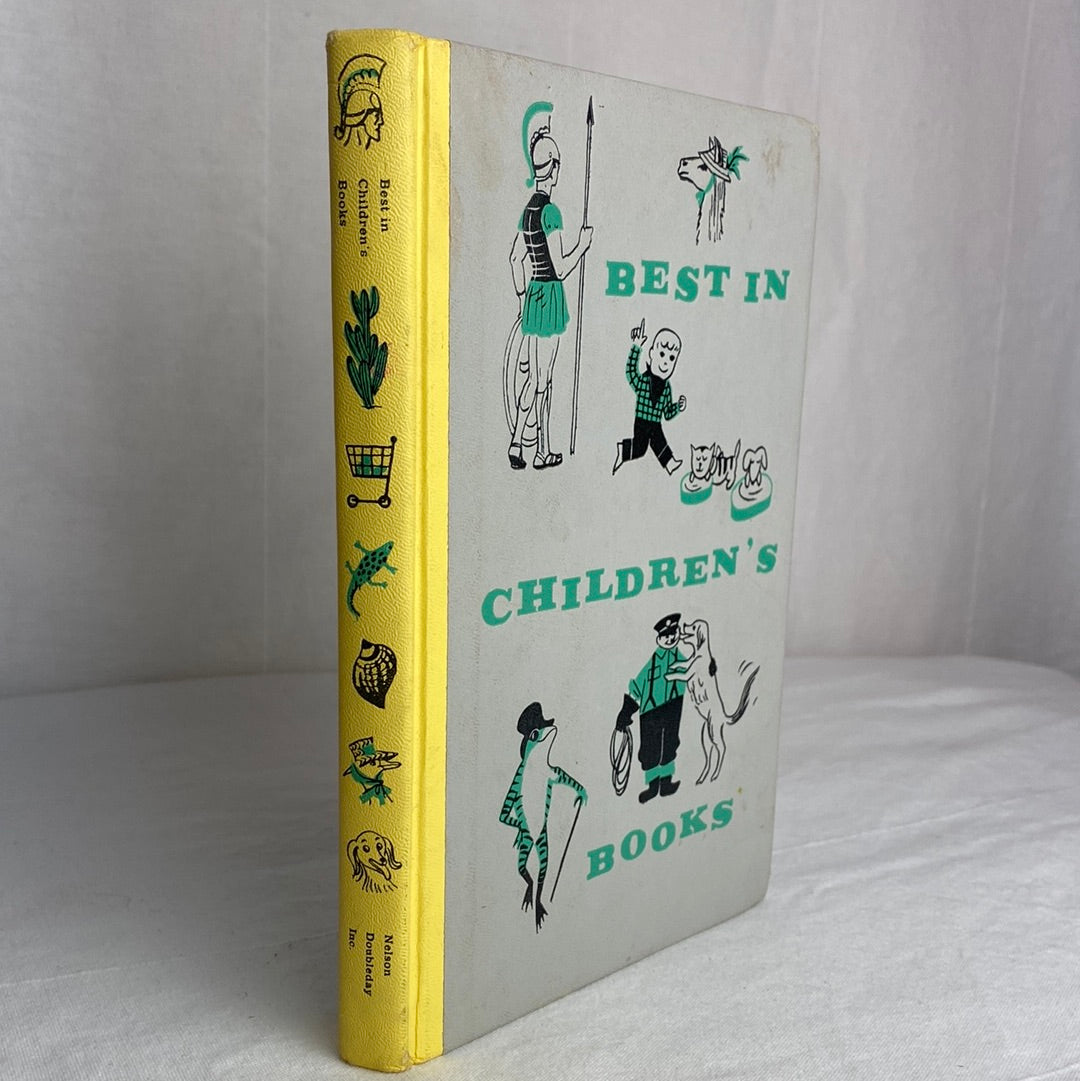 Best in
Children's
Books
Nelson
Doubleday
Inc.
BEST IN
CHILDREN'S
BOOKS